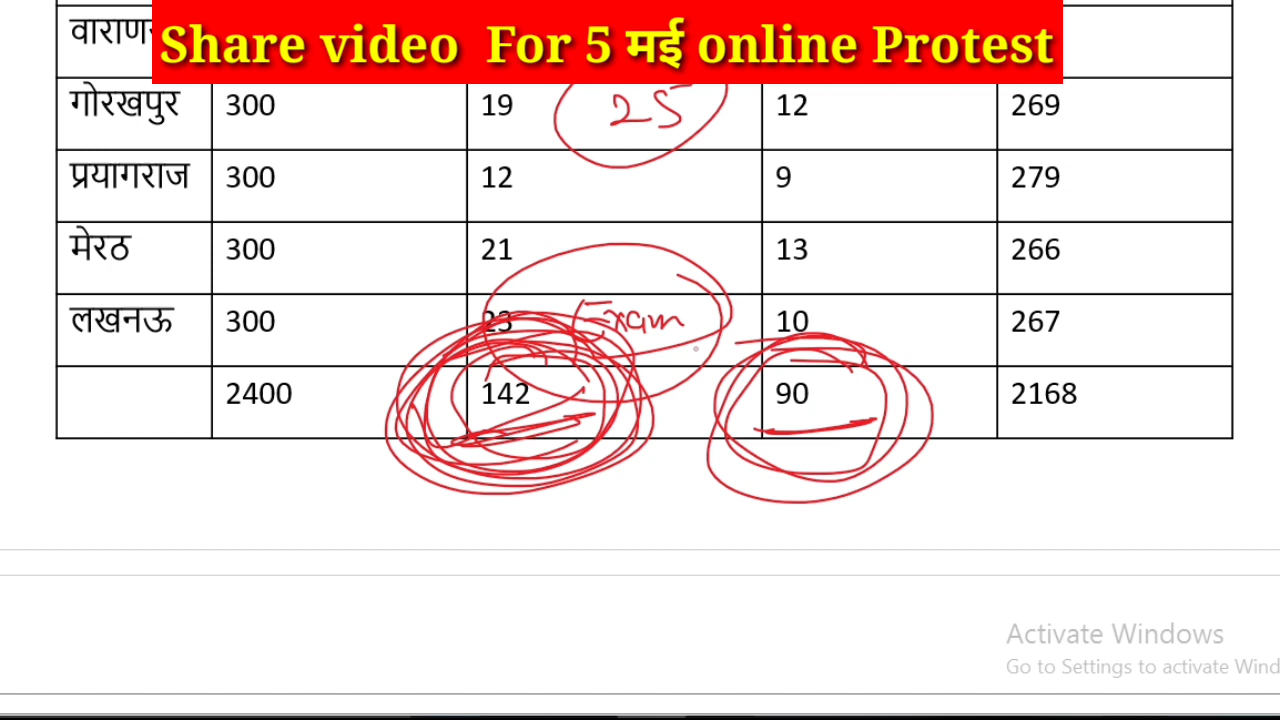 Share video For 5 मई online Protest
गोरखपुर 300 19 25 12 269
प्रयागराज 300 12 9 279
मेरठ 300 21 13 266
लखनऊ 300 23 Exam 10 267
2400 142 90 2168
Activate Windows
Go to Settings to activate